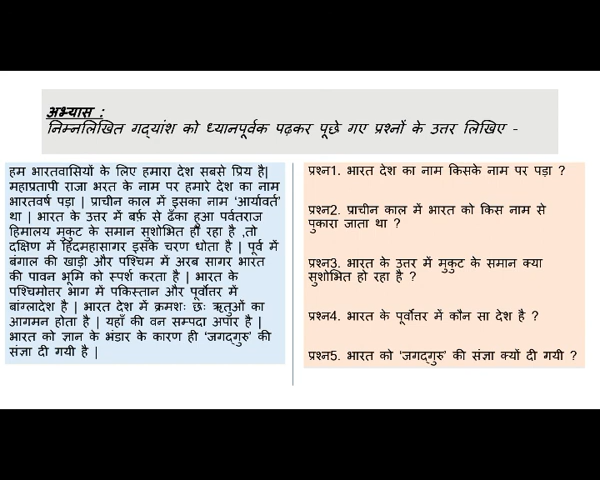 अभ्यास :
निम्नलिखित गद्यांश को ध्यानपूर्वक पढ़कर पूछे गए प्रश्नों के उत्तर लिखिए -
हम भारतवासियों के लिए हमारा देश सबसे प्रिय है|
महाप्रतापी राजा भरत के नाम पर हमारे देश का नाम
भारतवर्ष पड़ा | प्राचीन काल में इसका नाम 'आर्यावर्त'
था | भारत के उत्तर में बर्फ़ से ढँका हुआ पर्वतराज
हिमालय मुकुट के समान सुशोभित हो रहा है ,तो
दक्षिण में हिंदमहासागर इसके चरण धोता है | पूर्व में
बंगाल की खाड़ी और पश्चिम में अरब सागर भारत
की पावन भूमि को स्पर्श करता है | भारत के
पश्चिमोत्तर भाग में पकिस्तान और पूर्वोत्तर में
बांग्लादेश है | भारत देश में क्रमशः छः ऋतुओं का
आगमन होता है | यहाँ की वन सम्पदा अपार है |
भारत को ज्ञान के भंडार के कारण ही 'जगद्गुरु' की
संज्ञा दी गयी है |
प्रश्न1. भारत देश का नाम किसके नाम पर पड़ा ?
प्रश्न2. प्राचीन काल में भारत को किस नाम से
पुकारा जाता था ?
प्रश्न3. भारत के उत्तर में मुकुट के समान क्या
सुशोभित हो रहा है ?
प्रश्न4. भारत के पूर्वोत्तर में कौन सा देश है ?
प्रश्न5. भारत को 'जगद्गुरु' की संज्ञा क्यों दी गयी ?